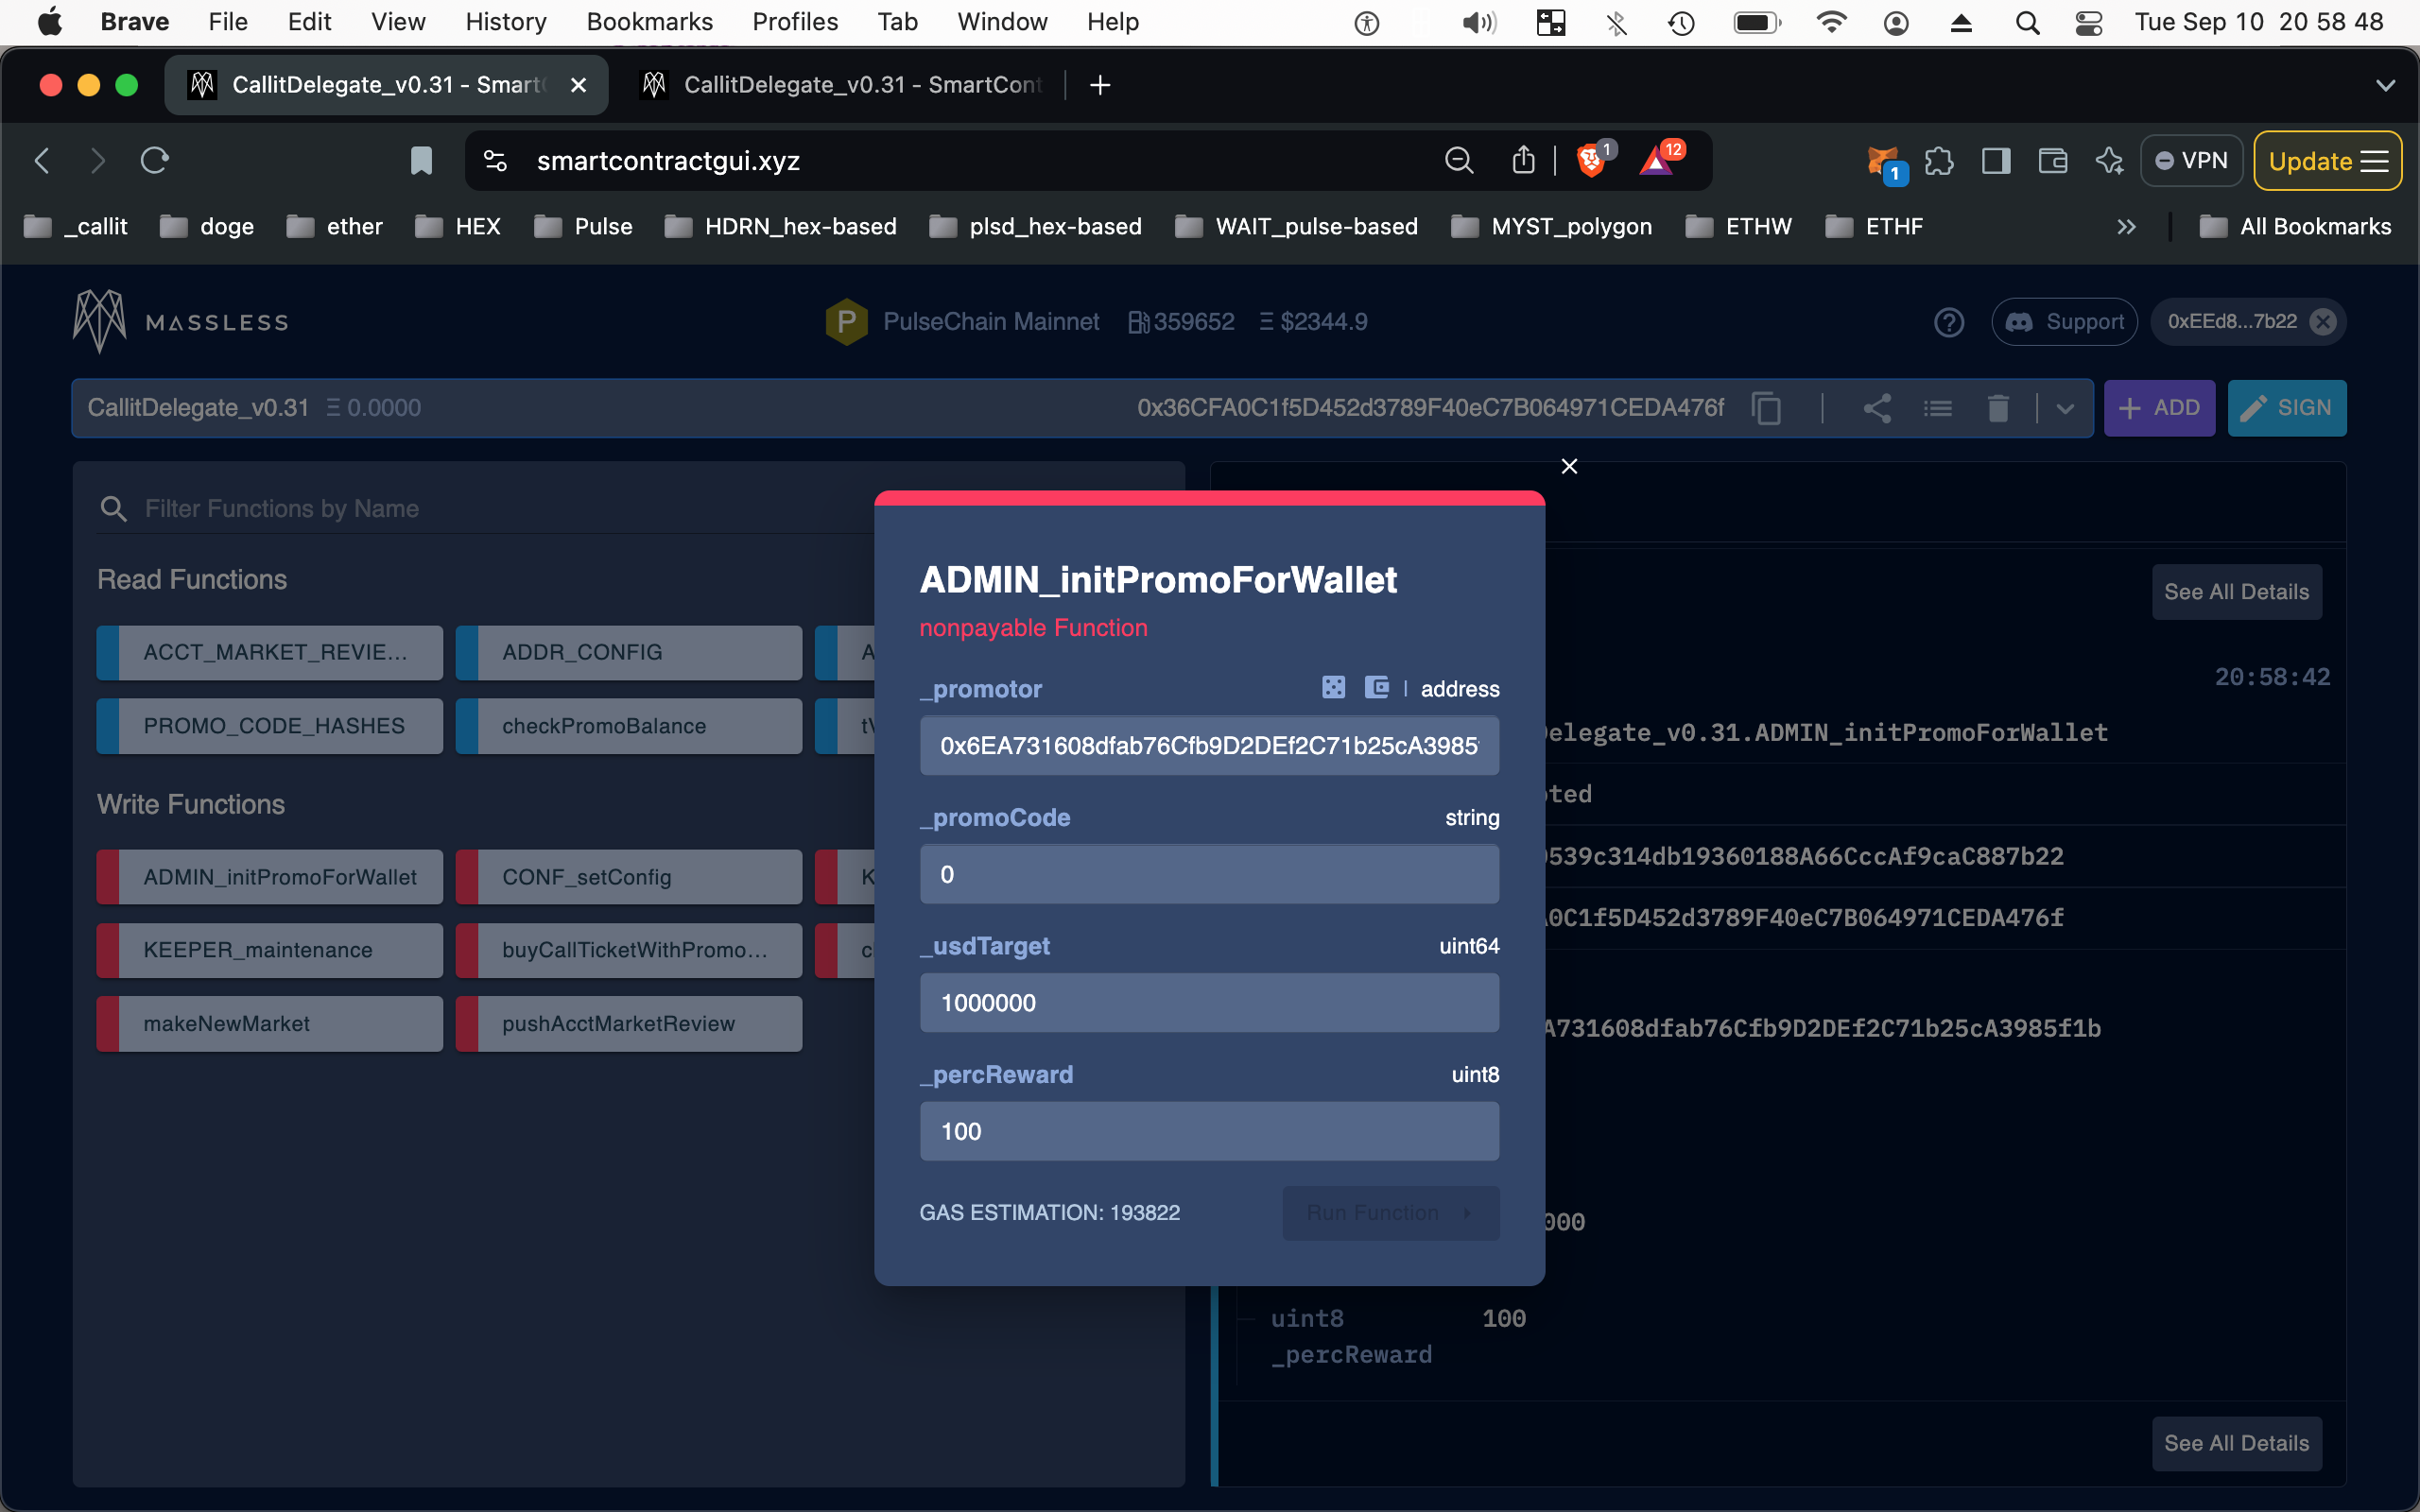 Brave File Edit View History Bookmarks Profiles Tab Window Help Tue Sep 10 20 58 48
CallitDelegate_v0.31 - Smart
CallitDelegate_v0.31 - SmartCont
smartcontractgui.xyz 1 12 1 VPN Update
_callit doge ether HEX Pulse HDRN_hex-based plsd_hex-based WAIT_pulse-based MYST_polygon ETHW ETHF » All Bookmarks
MASSLESS P PulseChain Mainnet 359652 Ξ $2344.9 Support 0xEEd8...7b22
CallitDelegate_v0.31 Ξ 0.0000 0x36CFA0C1f5D452d3789F40eC7B064971CEDA476f ADD SIGN
Filter Functions by Name
Read Functions
ACCT_MARKET_REVIE... ADDR_CONFIG A
PROMO_CODE_HASHES checkPromoBalance
Write Functions
ADMIN_initPromoForWallet CONF_setConfig K
KEEPER_maintenance buyCallTicketWithPromo... c
makeNewMarket pushAcctMarketReview
ADMIN_initPromoForWallet
nonpayable Function
_promotor address
0x6EA731608dfab76Cfb9D2DEf2C71b25cA3985
_promoCode string
0
_usdTarget uint64
1000000
_percReward uint8
100
GAS ESTIMATION: 193822 Run Function
See All Details
20:58:42
elegate_v0.31.ADMIN_initPromoForWallet
ted
539c314db19360188A66CccAf9caC887b22
0C1f5D452d3789F40eC7B064971CEDA476f
A731608dfab76Cfb9D2DEf2C71b25cA3985f1b
000
uint8 100
_percReward
See All Details